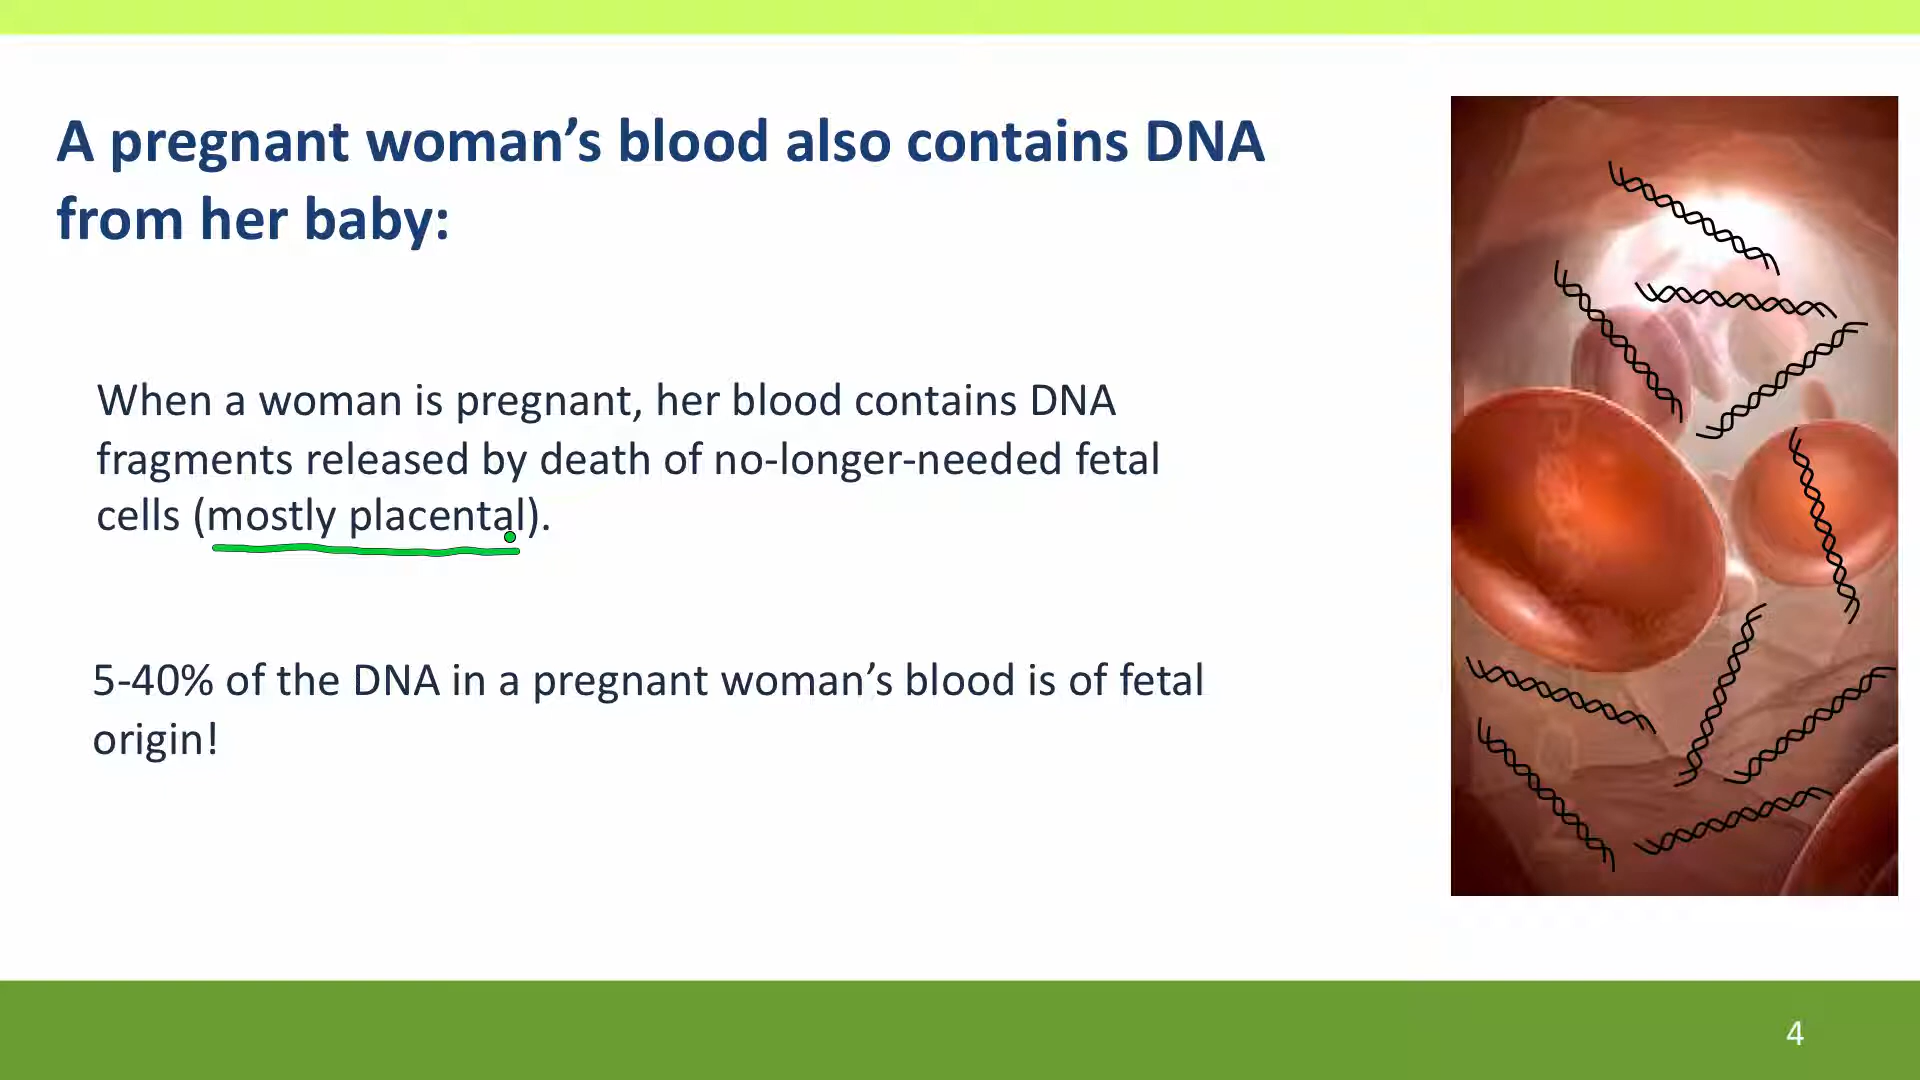 A pregnant woman’s blood also contains DNA
from her baby:
When a woman is pregnant, her blood contains DNA
fragments released by death of no-longer-needed fetal
cells (mostly placental).
5-40% of the DNA in a pregnant woman’s blood is of fetal
origin!
4